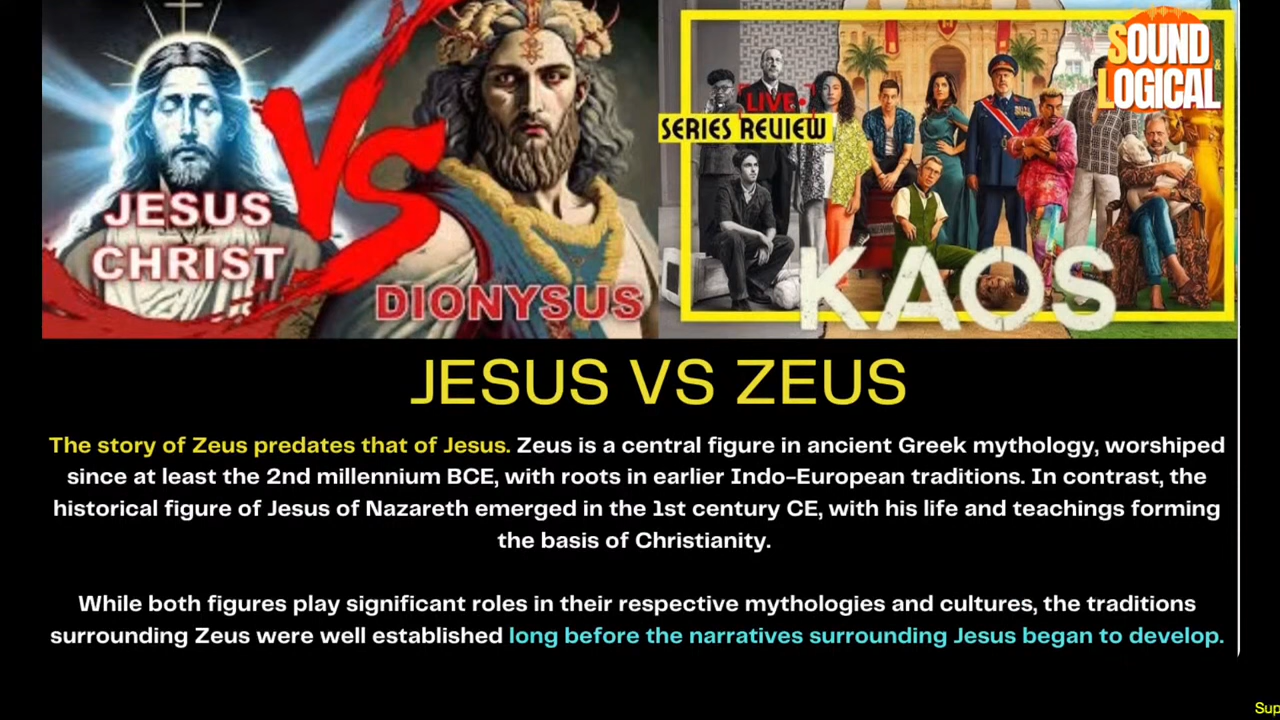 JESUS
CHRIST
VS
DIONYSUS
LIVE
SERIES REVIEW
KAOS
SOUND
LOGICAL
JESUS VS ZEUS
The story of Zeus predates that of Jesus. Zeus is a central figure in ancient Greek mythology, worshiped
since at least the 2nd millennium BCE, with roots in earlier Indo-European traditions. In contrast, the
historical figure of Jesus of Nazareth emerged in the 1st century CE, with his life and teachings forming
the basis of Christianity.
While both figures play significant roles in their respective mythologies and cultures, the traditions
surrounding Zeus were well established long before the narratives surrounding Jesus began to develop.
Sup